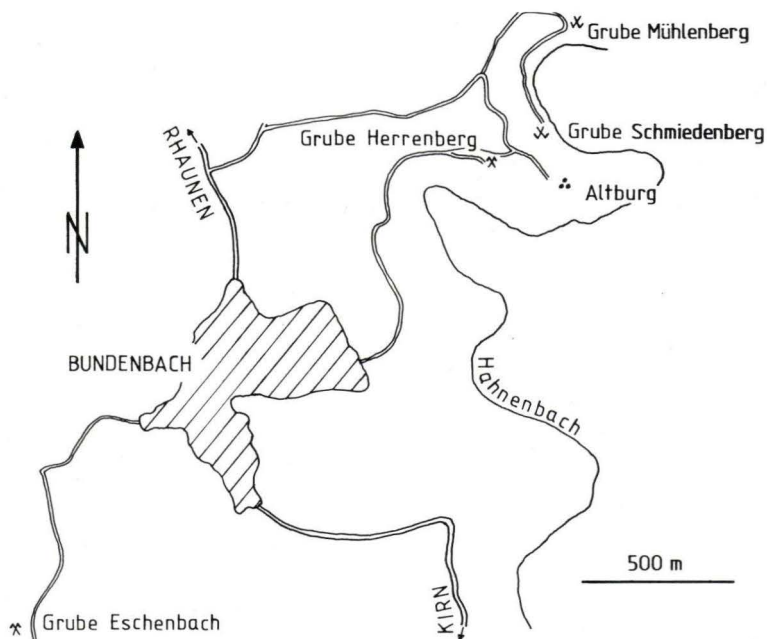 Grube Mühlenberg
Grube Schmiedenberg
Grube Herrenberg
RHAUNEN
Altburg
N
BUNDENBACH
Hahnenbach
500 m
KIRN
Grube Eschenbach